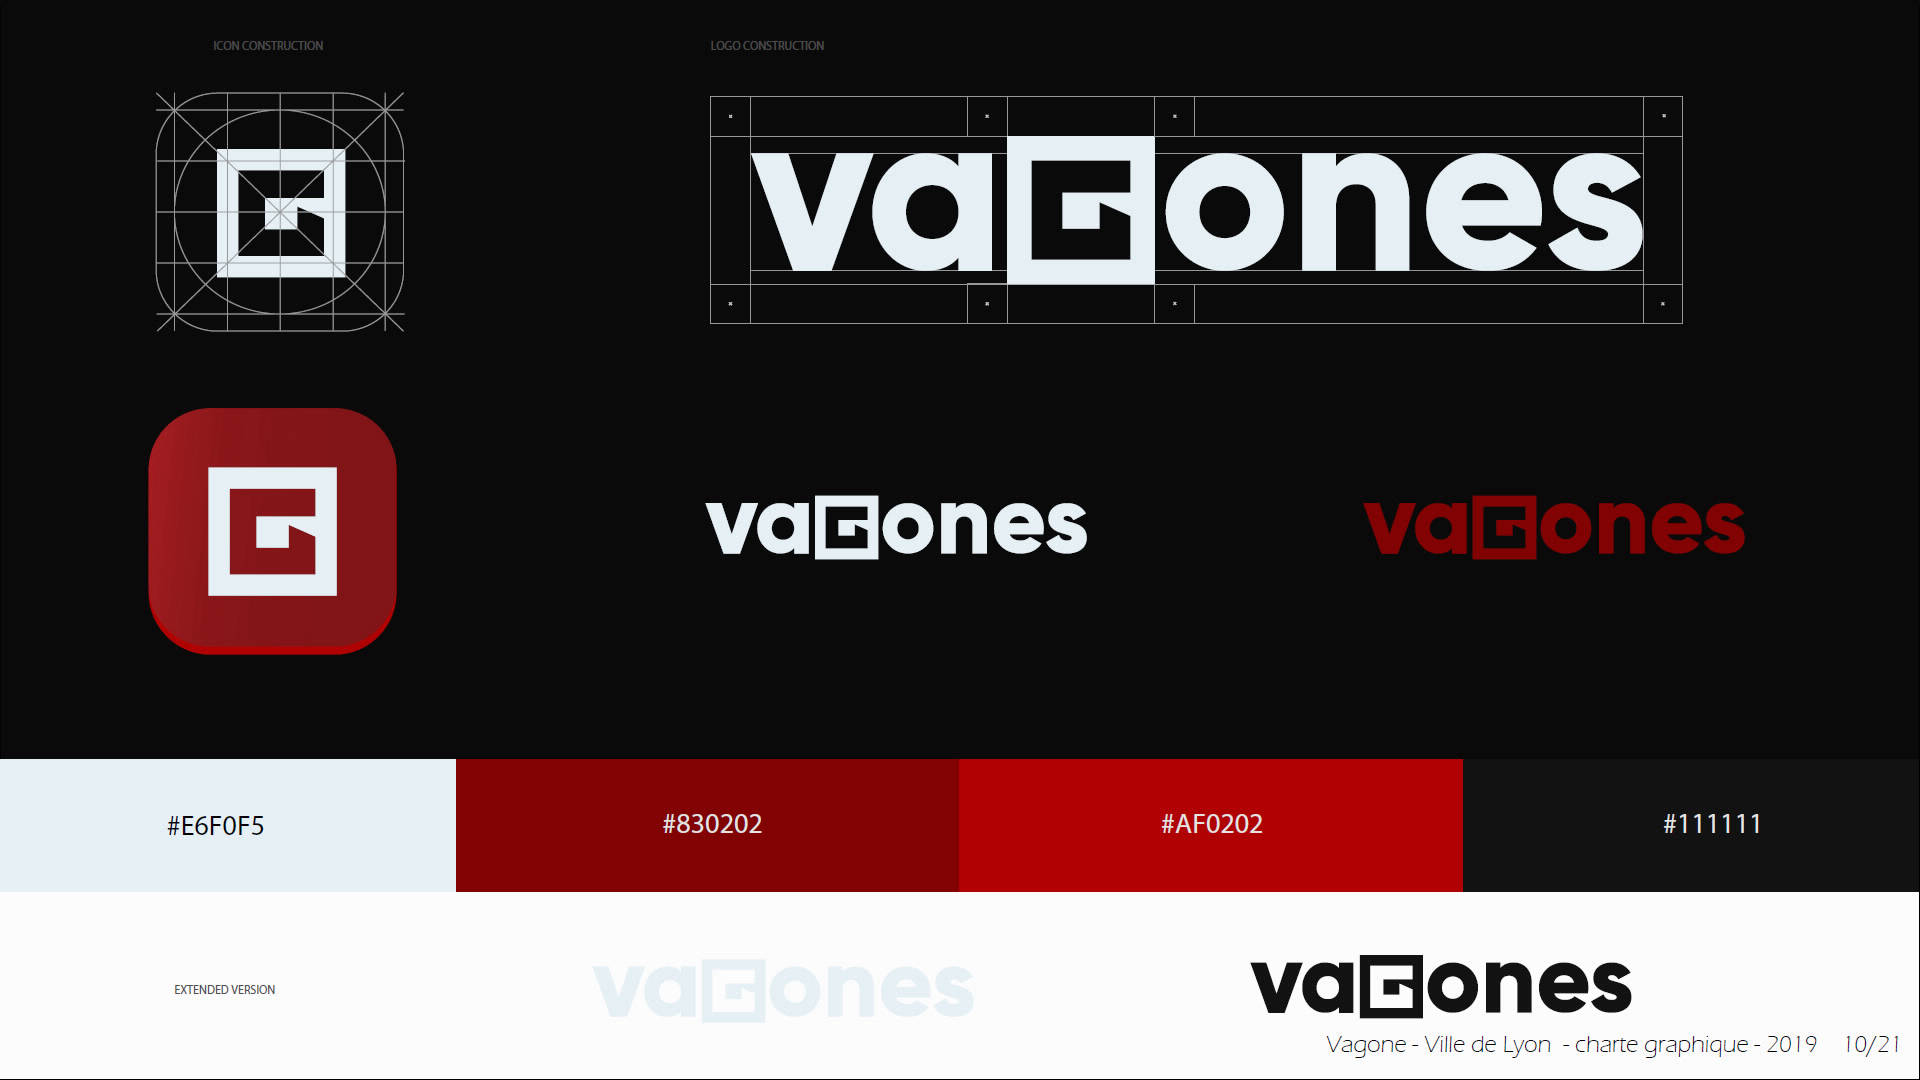 ICON CONSTRUCTION
LOGO CONSTRUCTION
vaGones
vaGones
vaGones
#E6F0F5
#830202
#AF0202
#111111
EXTENDED VERSION
vaGones
vaGones
Vagone - Ville de Lyon - charte graphique - 2019 10/21